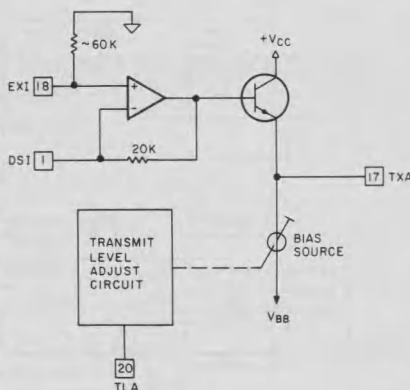 ~60K
+VCC
EXI 18
+
-
20K
DSI 1
17 TXA
TRANSMIT
LEVEL
ADJUST
CIRCUIT
BIAS
SOURCE
VBB
20
TLA